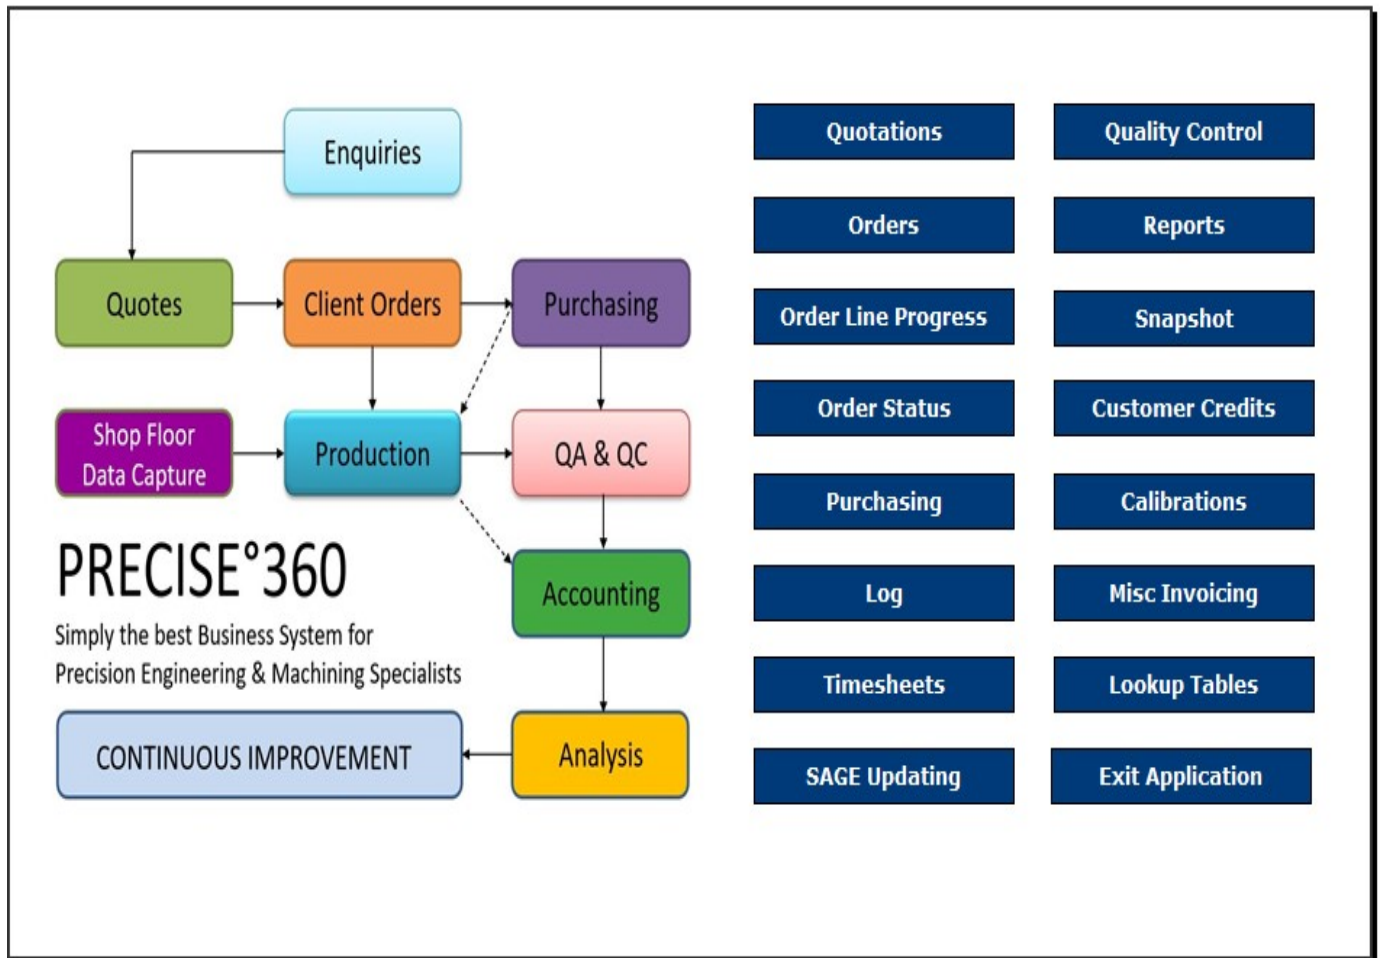 Enquiries
Quotes
Client Orders
Purchasing
Shop Floor
Data Capture
Production
QA & QC
PRECISE°360
Accounting
Simply the best Business System for
Precision Engineering & Machining Specialists
CONTINUOUS IMPROVEMENT
Analysis
Quotations
Quality Control
Orders
Reports
Order Line Progress
Snapshot
Order Status
Customer Credits
Purchasing
Calibrations
Log
Misc Invoicing
Timesheets
Lookup Tables
SAGE Updating
Exit Application